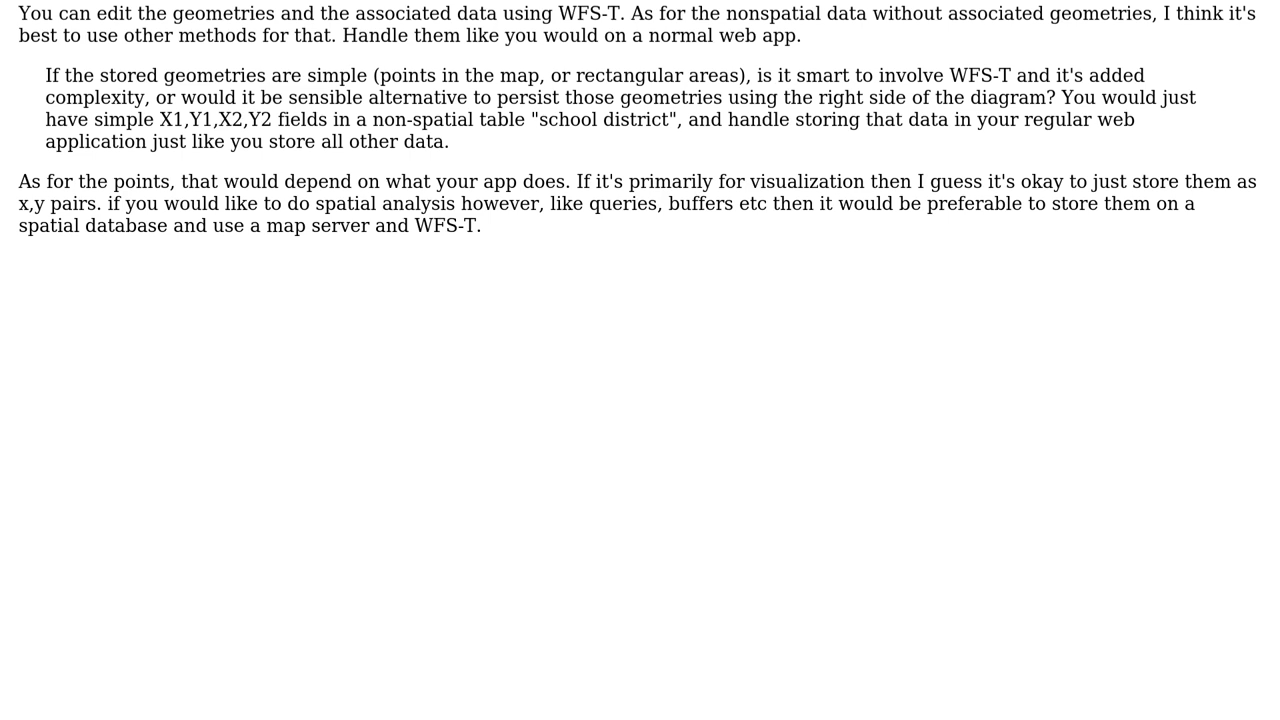 You can edit the geometries and the associated data using WFS-T. As for the nonspatial data without associated geometries, I think it's
best to use other methods for that. Handle them like you would on a normal web app.
If the stored geometries are simple (points in the map, or rectangular areas), is it smart to involve WFS-T and it's added
complexity, or would it be sensible alternative to persist those geometries using the right side of the diagram? You would just
have simple X1,Y1,X2,Y2 fields in a non-spatial table "school district", and handle storing that data in your regular web
application just like you store all other data.
As for the points, that would depend on what your app does. If it's primarily for visualization then I guess it's okay to just store them as
x,y pairs. if you would like to do spatial analysis however, like queries, buffers etc then it would be preferable to store them on a
spatial database and use a map server and WFS-T.